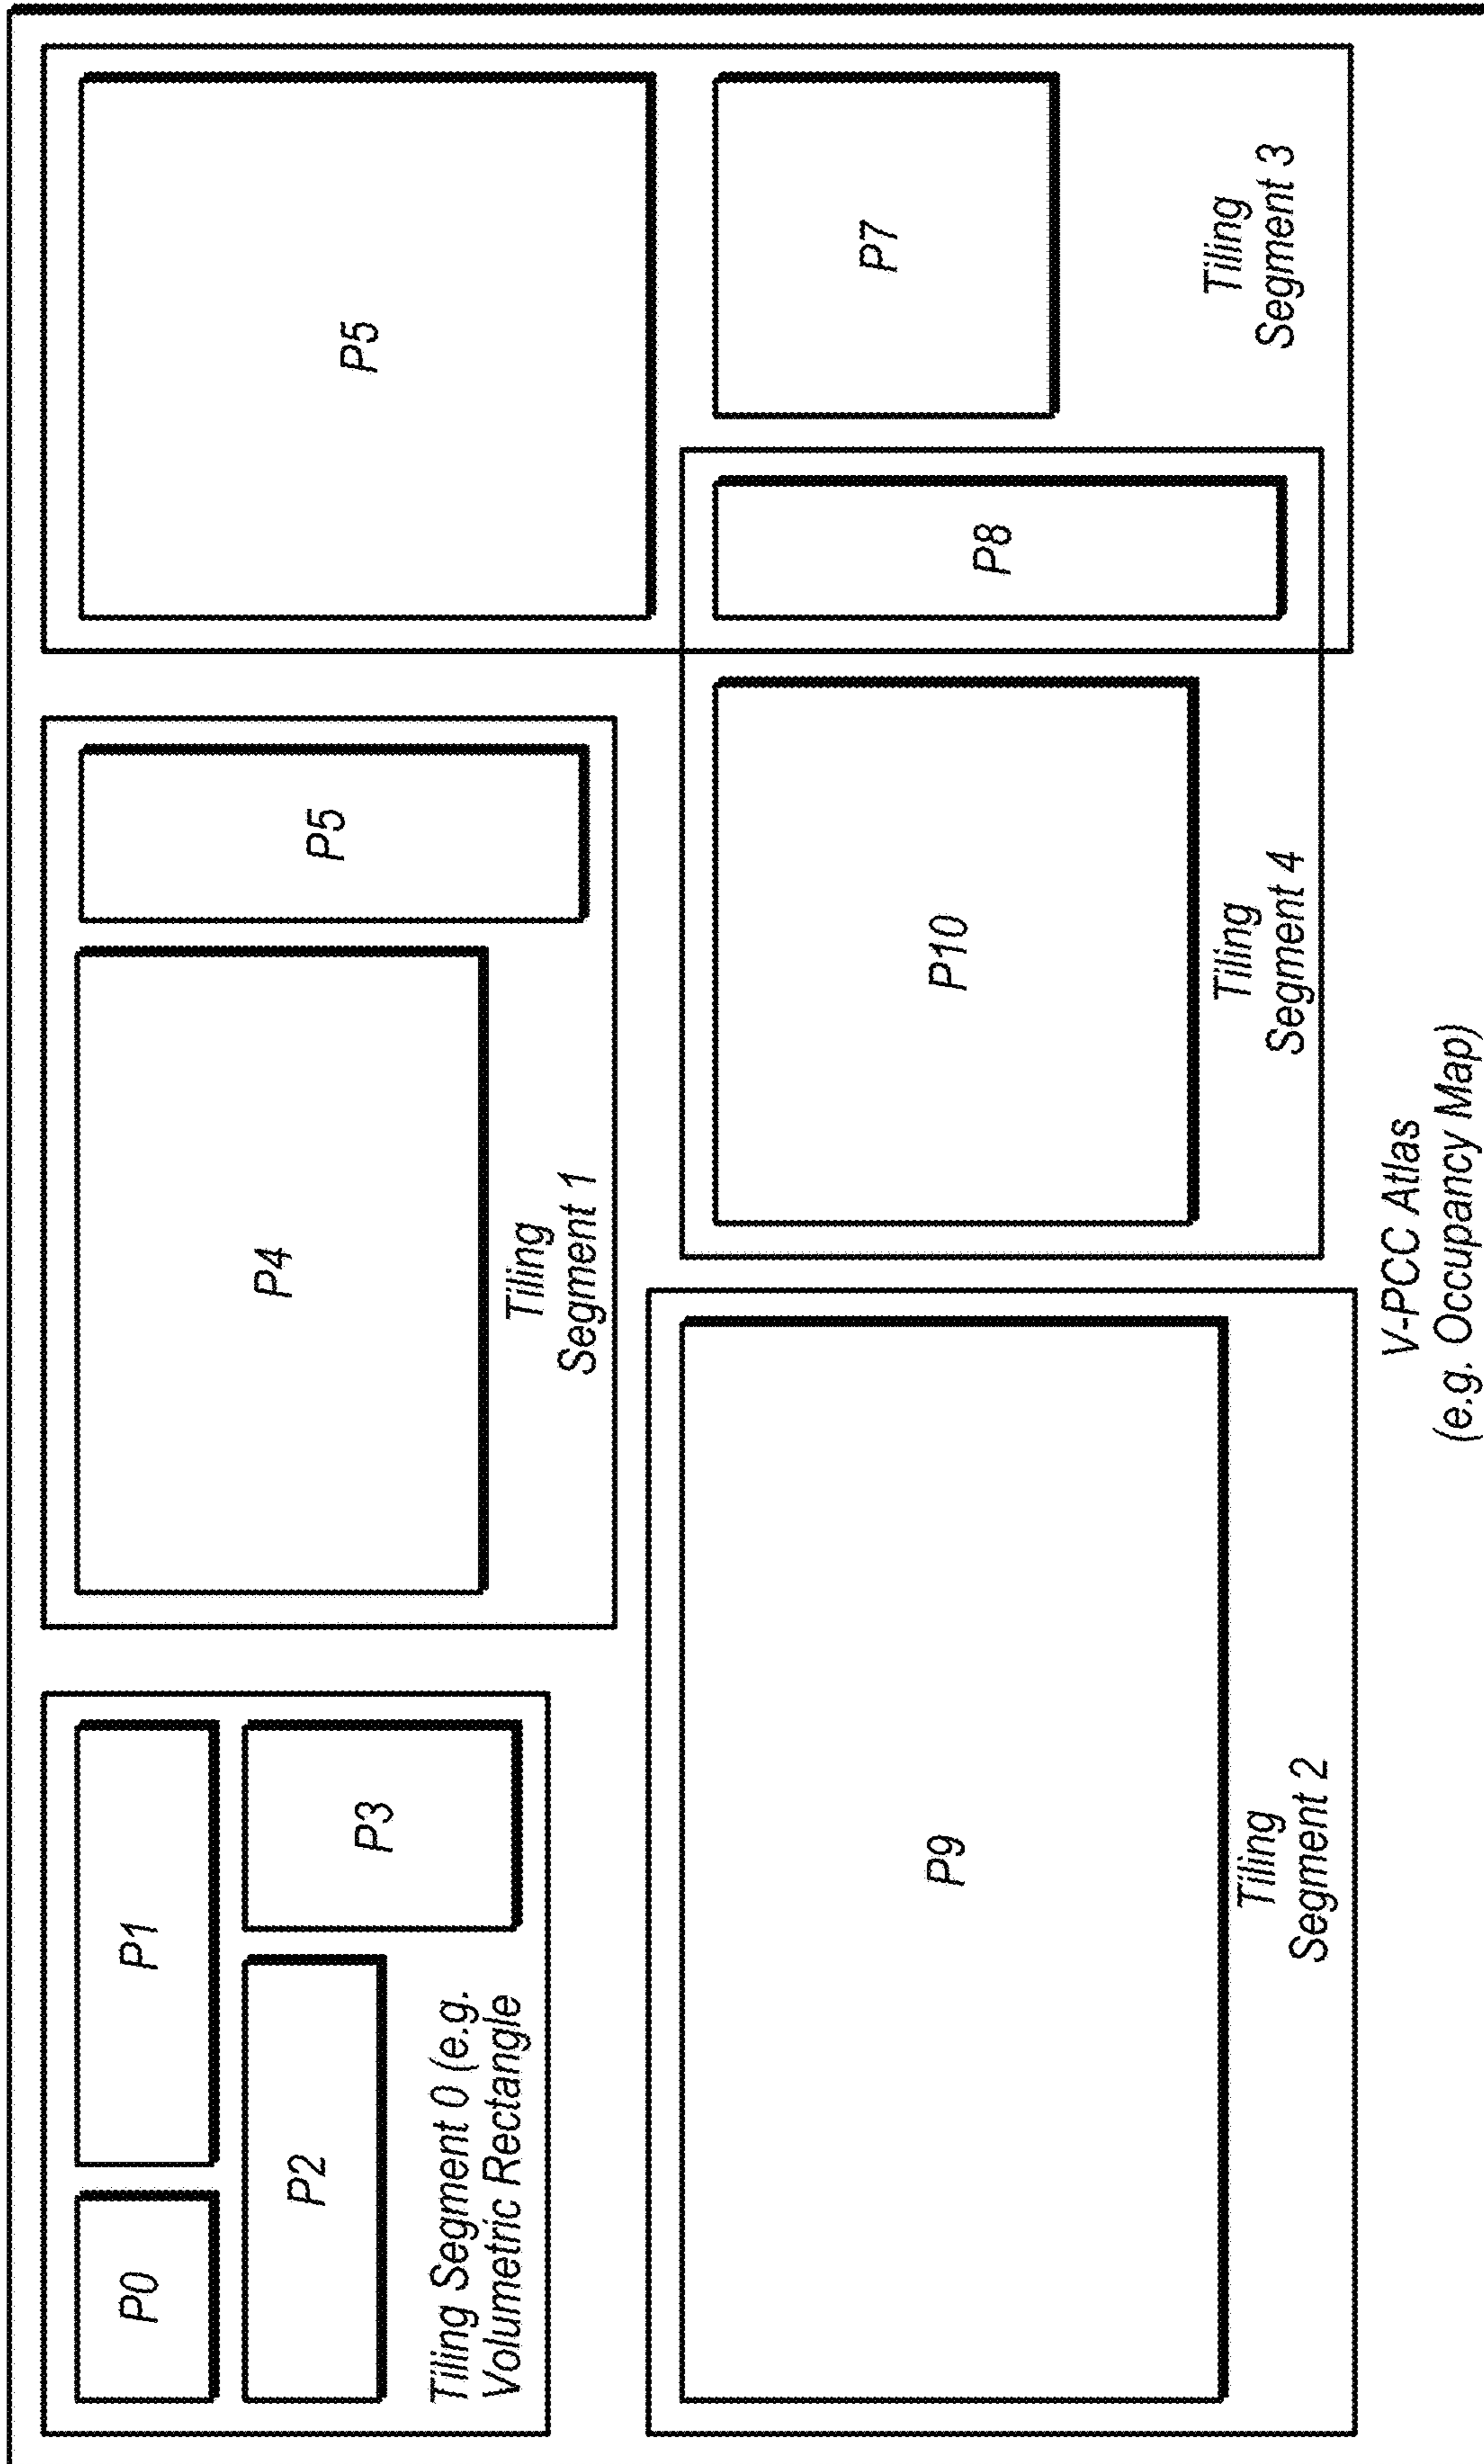 P0
P1
P2
P3
Tiling Segment 0 (e.g.
Volumetric Rectangle
P4
P5
Tiling
Segment 1
P5
P7
P8
Tiling
Segment 3
P9
Tiling
Segment 2
P10
Tiling
Segment 4
V-PCC Atlas
(e.g. Occupancy Map)